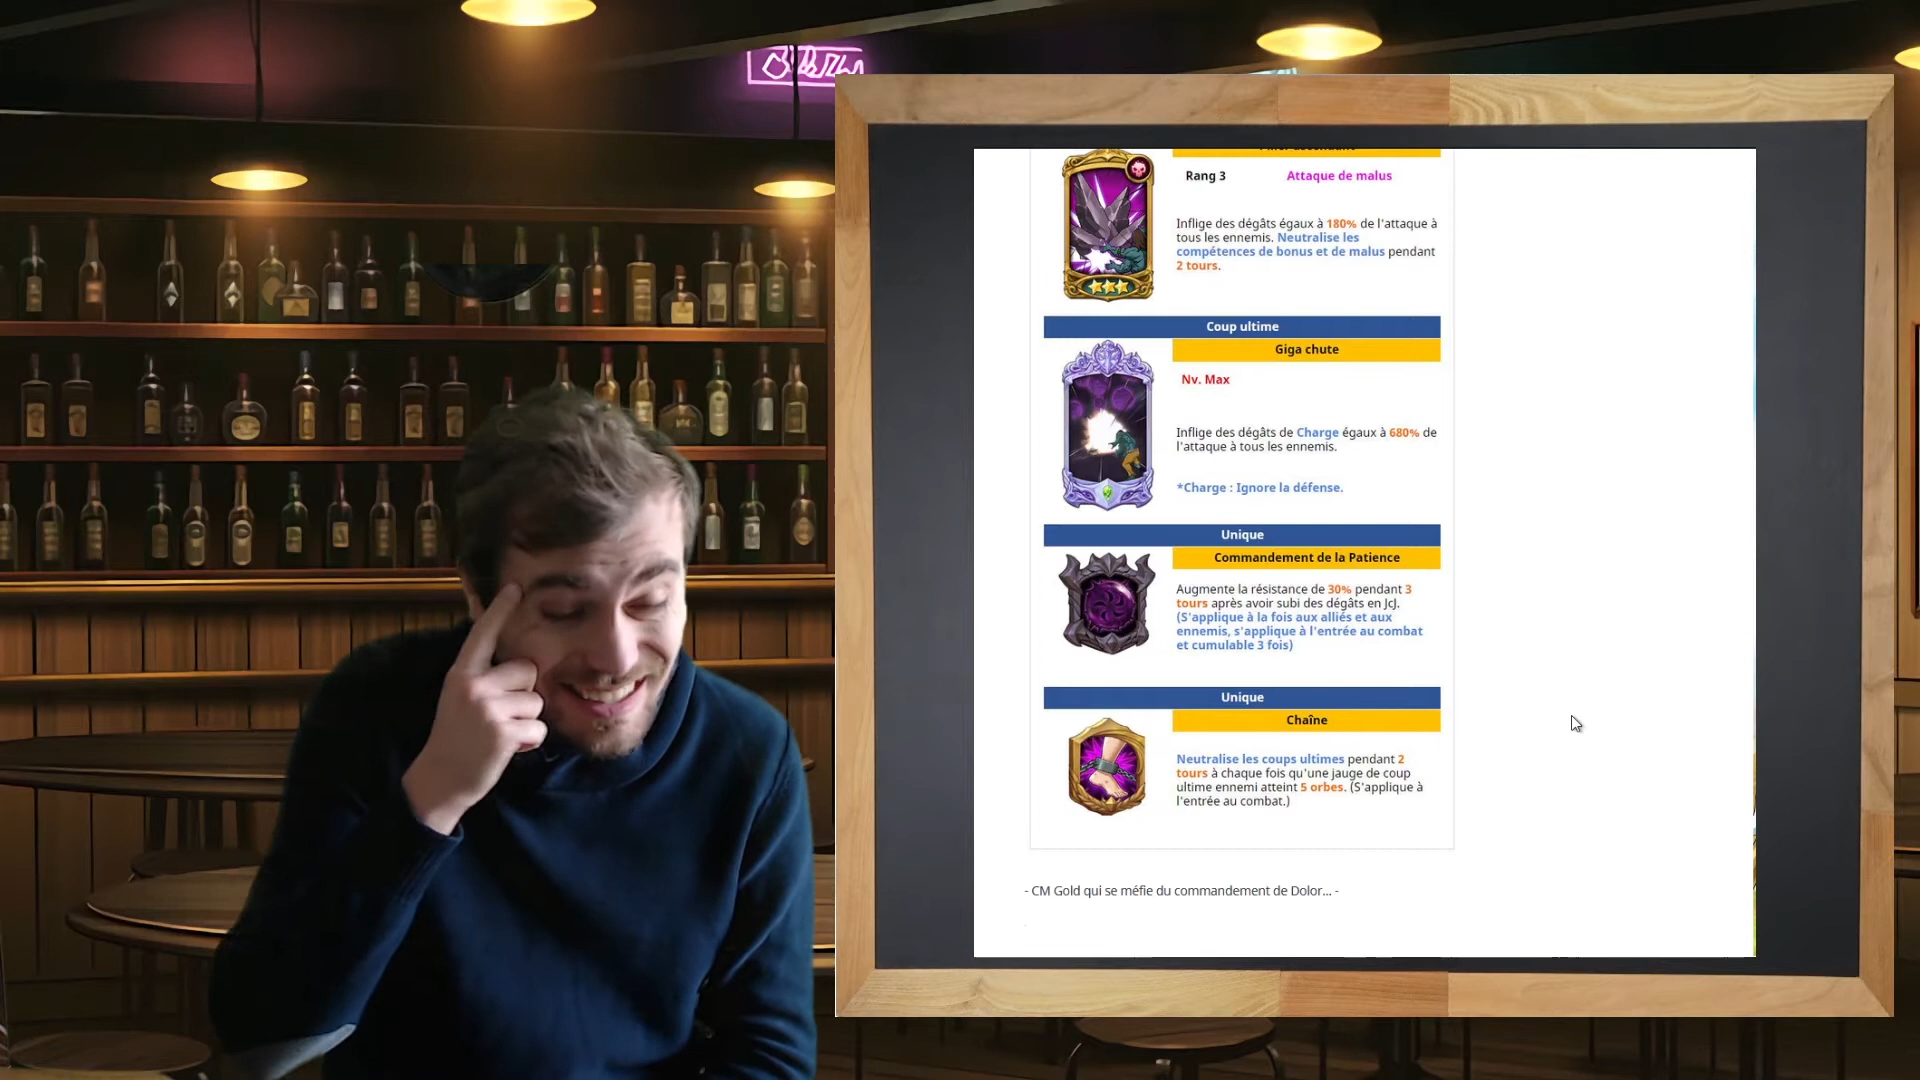 Rang 3
Attaque de malus
Inflige des dégâts égaux à 180% de l'attaque à
tous les ennemis. Neutralise les
compétences de bonus et de malus pendant
2 tours.
Coup ultime
Giga chute
Nv. Max
Inflige des dégâts de Charge égaux à 680% de
l'attaque à tous les ennemis.
*Charge : Ignore la défense.
Unique
Commandement de la Patience
Augmente la résistance de 30% pendant 3
tours après avoir subi des dégâts en JcJ.
(S'applique à la fois aux alliés et aux
ennemis, s'applique à l'entrée au combat
et cumulable 3 fois)
Unique
Chaîne
Neutralise les coups ultimes pendant 2
tours à chaque fois qu'une jauge de coup
ultime ennemi atteint 5 orbes. (S'applique à
l'entrée au combat.)
- CM Gold qui se méfie du commandement de Dolor... -